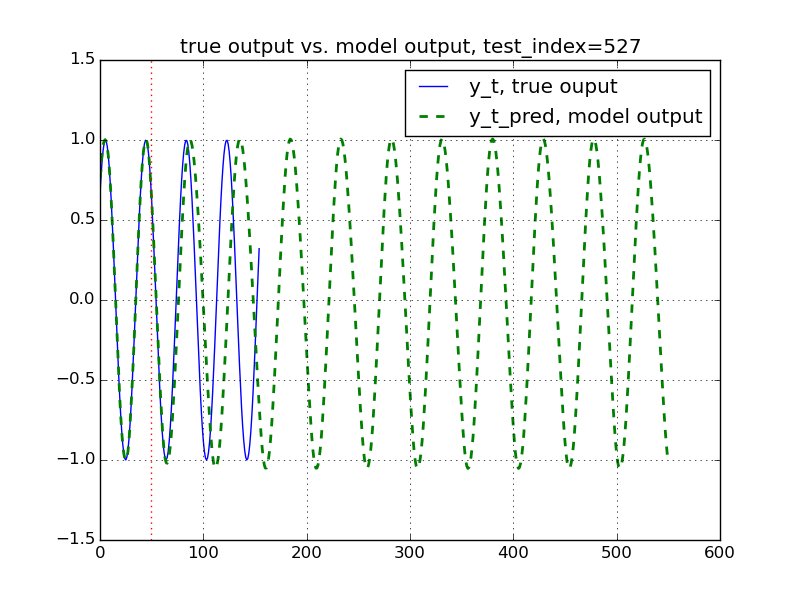 true output vs. model output, test_index=527
y_t, true ouput
y_t_pred, model output
1.5
1.0
0.5
0.0
−0.5
−1.0
−1.5
0 100 200 300 400 500 600